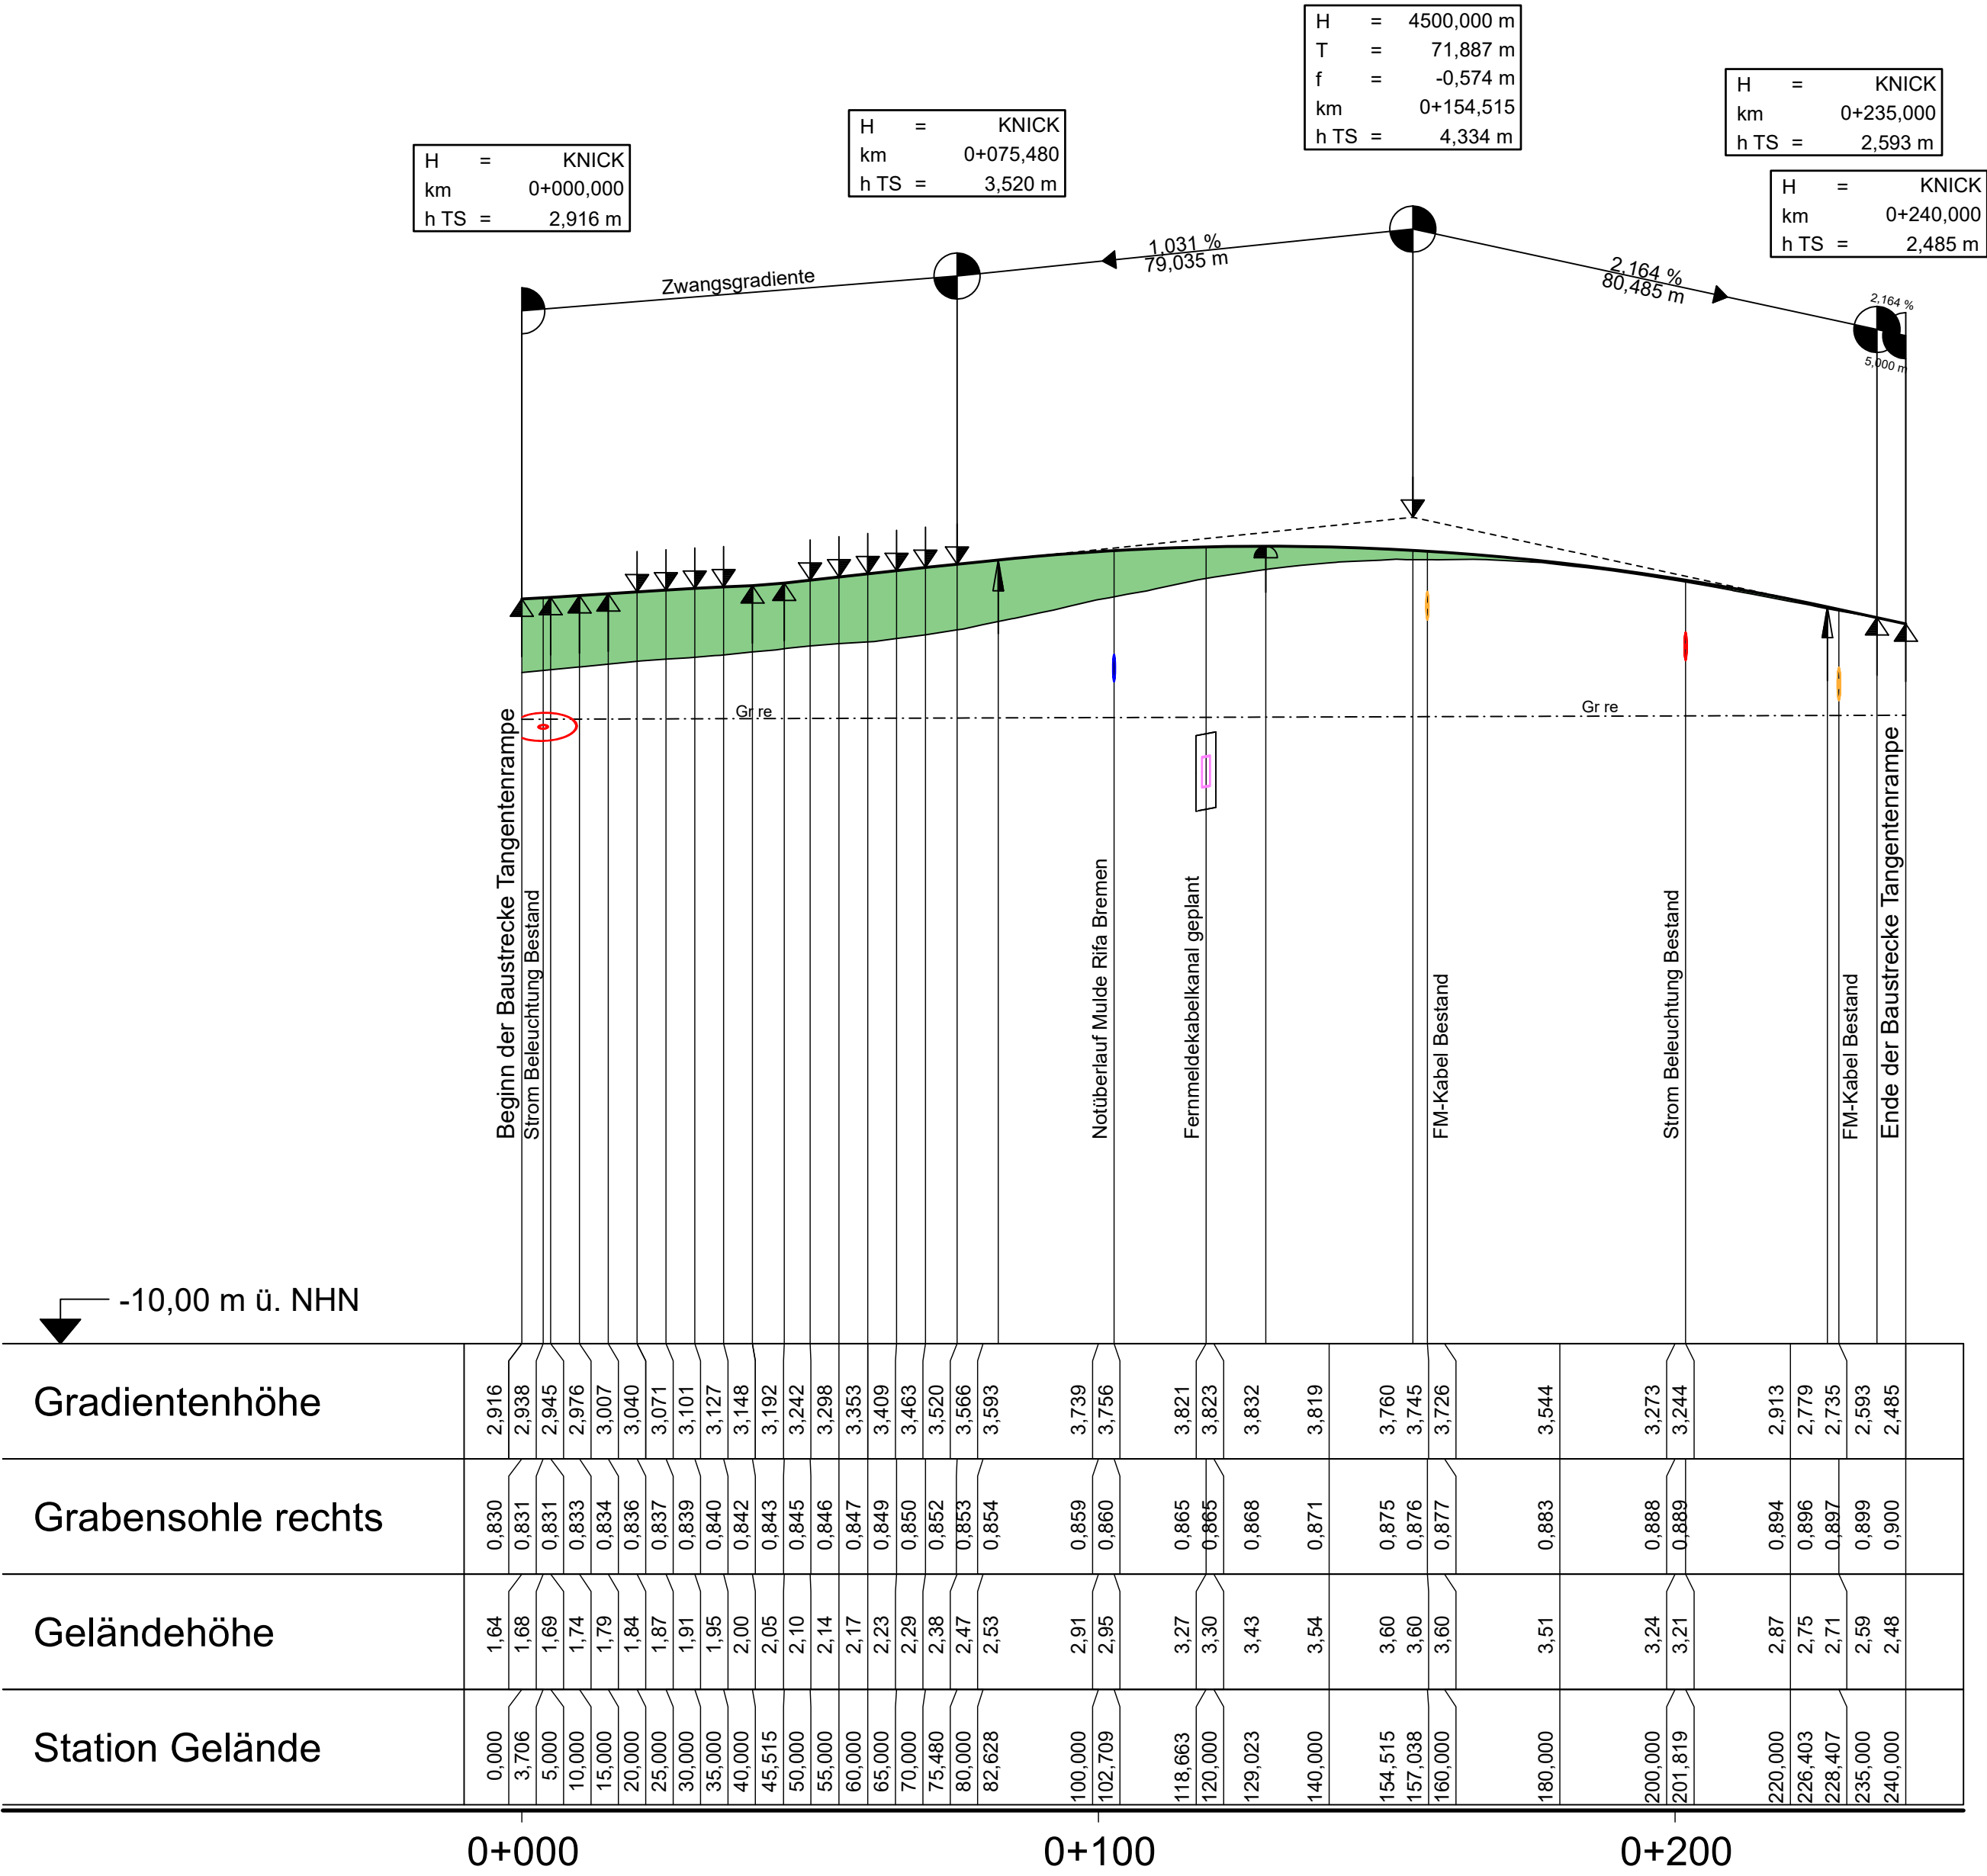 H = 4500,000 m
T = 71,887 m
f = -0,574 m
km 0+154,515
h TS = 4,334 m
H = KNICK
km 0+235,000
h TS = 2,593 m
H = KNICK
km 0+075,480
h TS = 3,520 m
H = KNICK
km 0+000,000
h TS = 2,916 m
H = KNICK
km 0+240,000
h TS = 2,485 m
Zwangsgradiente
1,031 %
79,035 m
2,164 %
80,485 m
2,164 %
5,000 m
Gr re
Gr re
Beginn der Baustrecke Tangentenrampe
Strom Beleuchtung Bestand
Notüberlauf Mulde Rifa Bremen
Fernmeldekabelkanal geplant
FM-Kabel Bestand
Strom Beleuchtung Bestand
FM-Kabel Bestand
Ende der Baustrecke Tangentenrampe
-10,00 m ü. NHN
Gradientenhöhe 2,916 2,938 2,945 2,976 3,007 3,040 3,071 3,101 3,127 3,148 3,192 3,242 3,298 3,353 3,409 3,463 3,520 3,566 3,593 3,739 3,756 3,821 3,823 3,832 3,819 3,760 3,745 3,726 3,544 3,273 3,244 2,913 2,779 2,735 2,593 2,485
Grabensohle rechts 0,830 0,831 0,831 0,833 0,834 0,836 0,837 0,839 0,840 0,842 0,843 0,845 0,846 0,847 0,849 0,850 0,852 0,853 0,854 0,859 0,860 0,865 0,865 0,868 0,871 0,875 0,876 0,877 0,883 0,888 0,889 0,894 0,896 0,897 0,899 0,900
Geländehöhe 1,64 1,68 1,69 1,74 1,79 1,84 1,87 1,91 1,95 2,00 2,05 2,10 2,14 2,17 2,23 2,29 2,38 2,47 2,53 2,91 2,95 3,27 3,30 3,43 3,54 3,60 3,60 3,60 3,51 3,24 3,21 2,87 2,75 2,71 2,59 2,48
Station Gelände 0,000 3,706 5,000 10,000 15,000 20,000 25,000 30,000 35,000 40,000 45,515 50,000 55,000 60,000 65,000 70,000 75,480 80,000 82,628 100,000 102,709 118,663 120,000 129,023 140,000 154,515 157,038 160,000 180,000 200,000 201,819 220,000 226,403 228,407 235,000 240,000
0+000 0+100 0+200